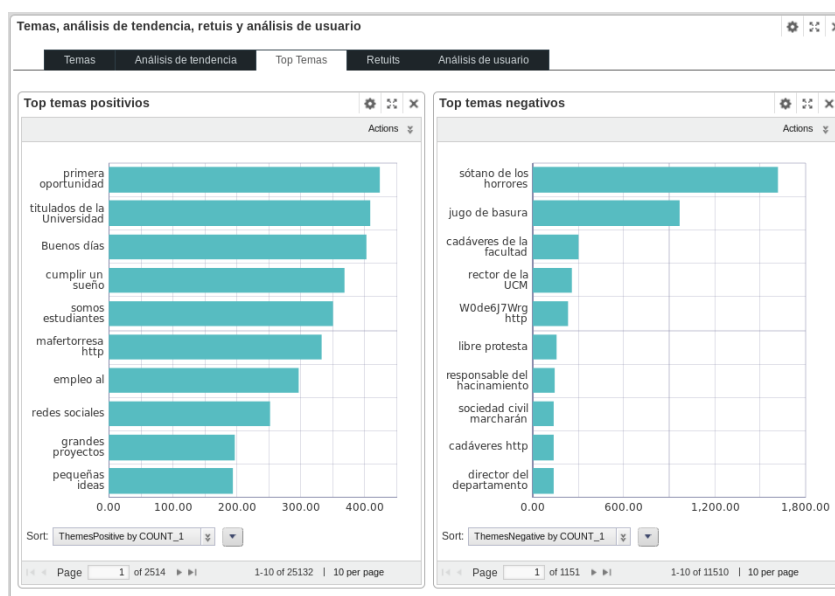 Temas, análisis de tendencia, retuis y análisis de usuario
Temas Análisis de tendencia Top Temas Retuits Análisis de usuario
Top temas positivios
Actions
primera
oportunidad
titulados de la
Universidad
Buenos días
cumplir un
sueño
somos
estudiantes
mafertorresa
http
empleo al
redes sociales
grandes
proyectos
pequeñas
ideas
0.00 100.00 200.00 300.00 400.00
Sort: ThemesPositive by COUNT_1
Page 1 of 2514 1-10 of 25132 | 10 per page
Top temas negativos
Actions
sótano de los
horrores
jugo de basura
cadáveres de la
facultad
rector de la
UCM
W0de6J7Wrg
http
libre protesta
responsable del
hacinamiento
sociedad civil
marcharán
cadáveres http
director del
departamento
0.00 600.00 1,200.00 1,800.00
Sort: ThemesNegative by COUNT_1
Page 1 of 1151 1-10 of 11510 | 10 per page